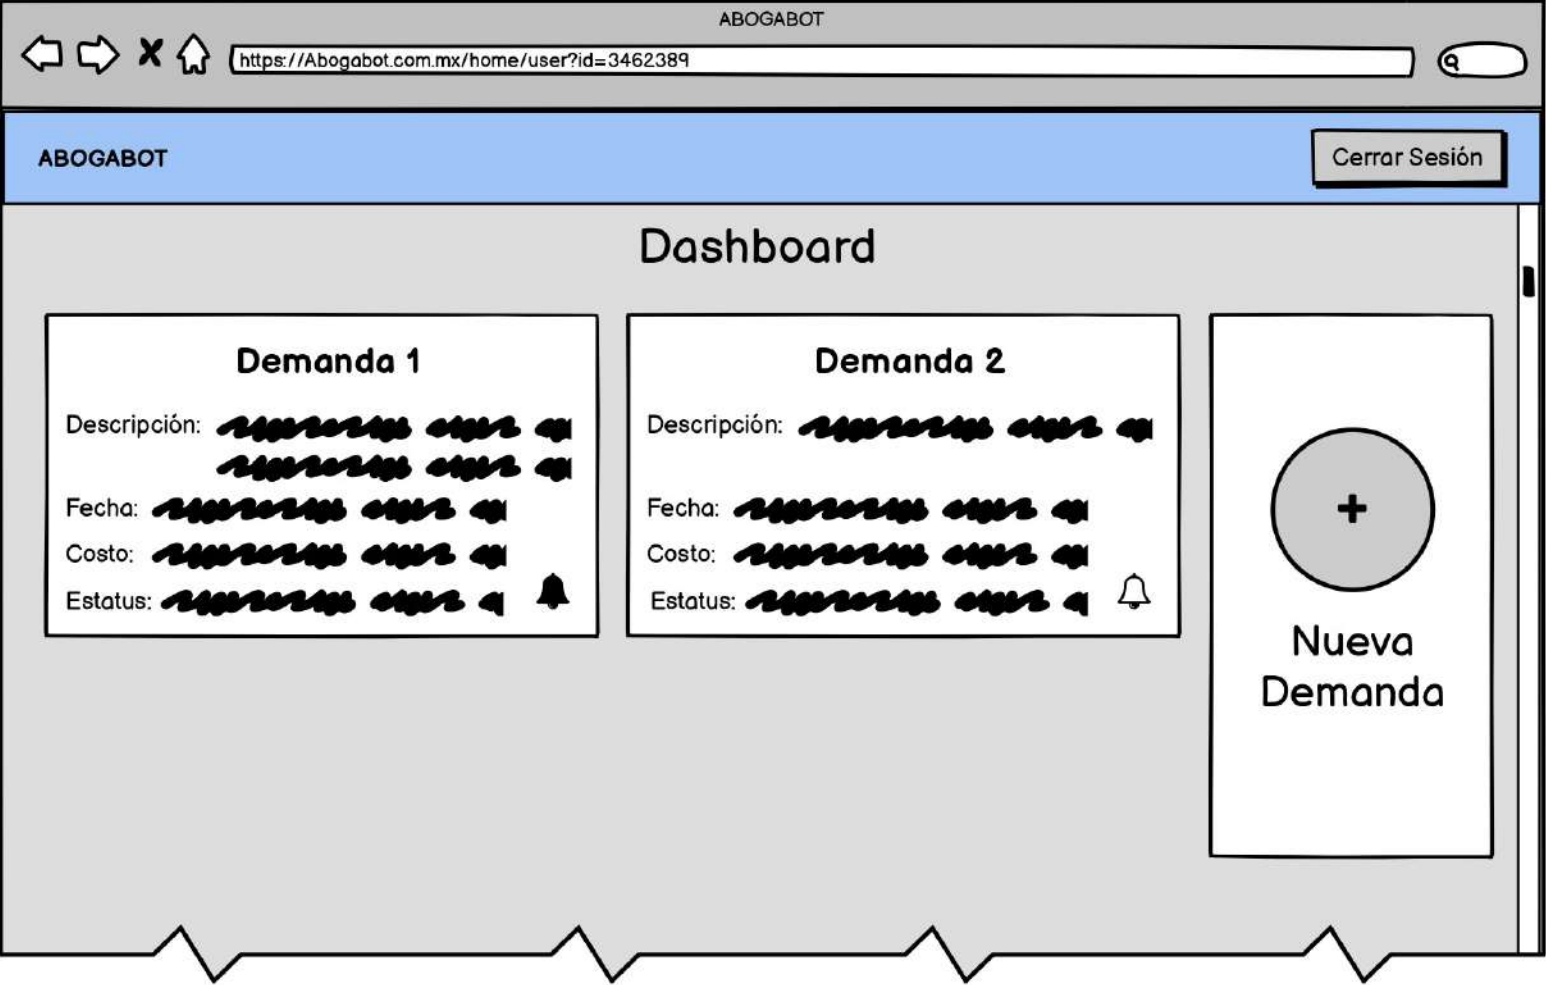 ABOGABOT
https://Abogabot.com.mx/home/user?id=3462389
ABOGABOT
Cerrar Sesión
Dashboard
Demanda 1
Descripción:
Fecha:
Costo:
Estatus:
Demanda 2
Descripción:
Fecha:
Costo:
Estatus:
+
Nueva
Demanda